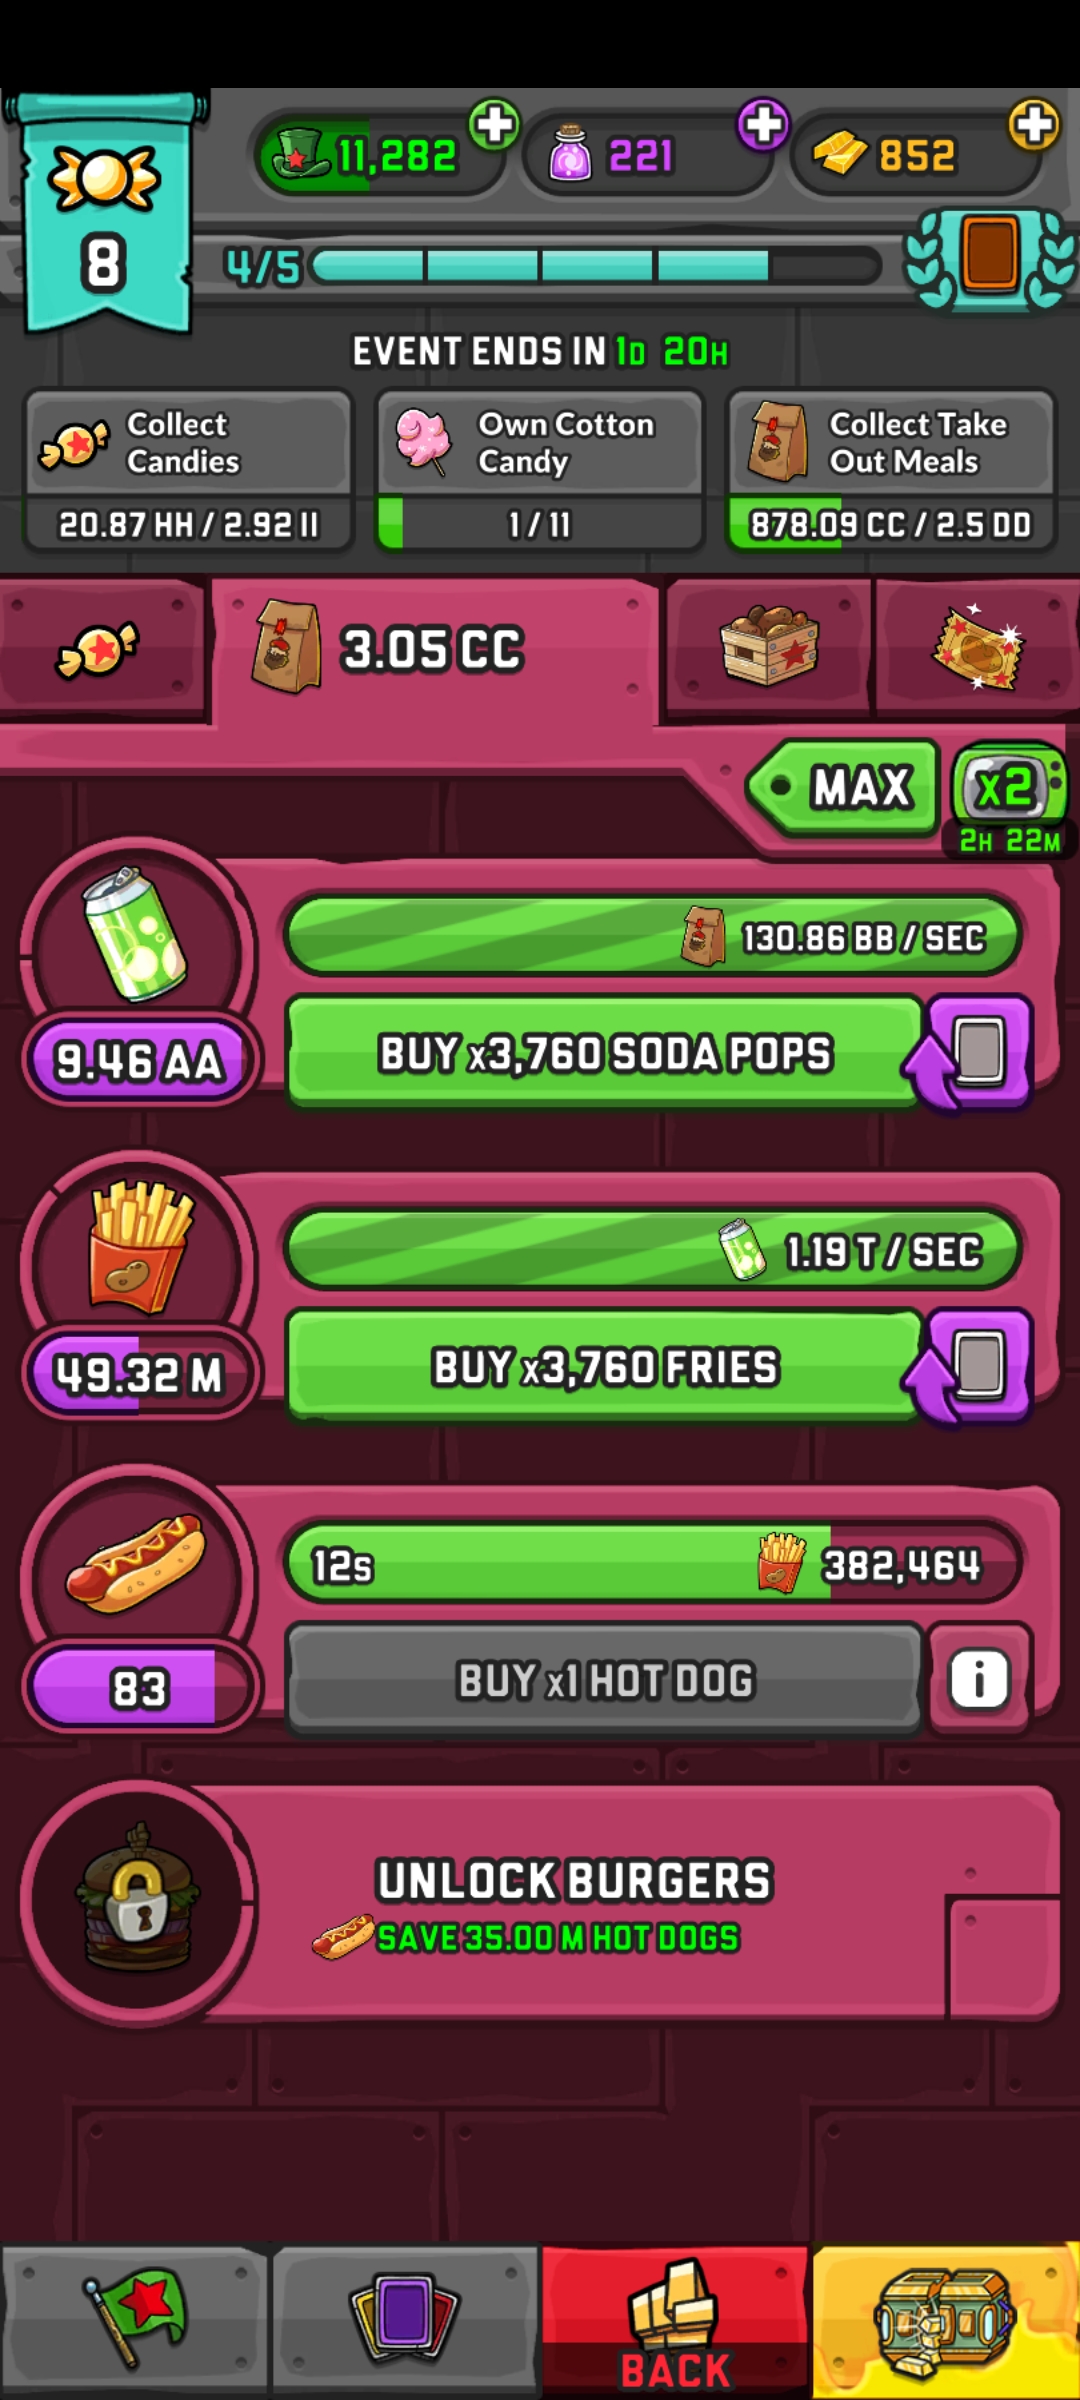 11,282
221
852
8
4/5
EVENT ENDS IN 1D 20H
Collect
Candies
20.87 HH / 2.92 II
Own Cotton
Candy
1 / 11
Collect Take
Out Meals
878.09 CC / 2.5 DD
3.05 CC
MAX
x2
2H 22M
130.86 BB / SEC
9.46 AA
BUY x3,760 SODA POPS
1.19 T / SEC
49.32 M
BUY x3,760 FRIES
12s
382,464
83
BUY x1 HOT DOG
i
UNLOCK BURGERS
SAVE 35.00 M HOT DOGS
BACK